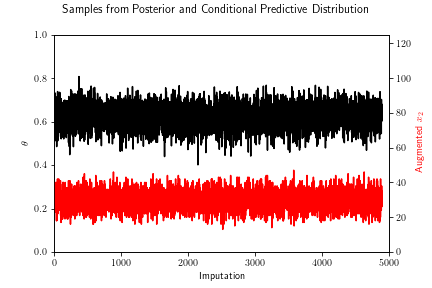 Samples from Posterior and Conditional Predictive Distribution
1.0
0.8
0.6
0.4
0.2
0.0
θ
120
100
80
60
40
20
0
Augmented x₂
0 1000 2000 3000 4000 5000
Imputation